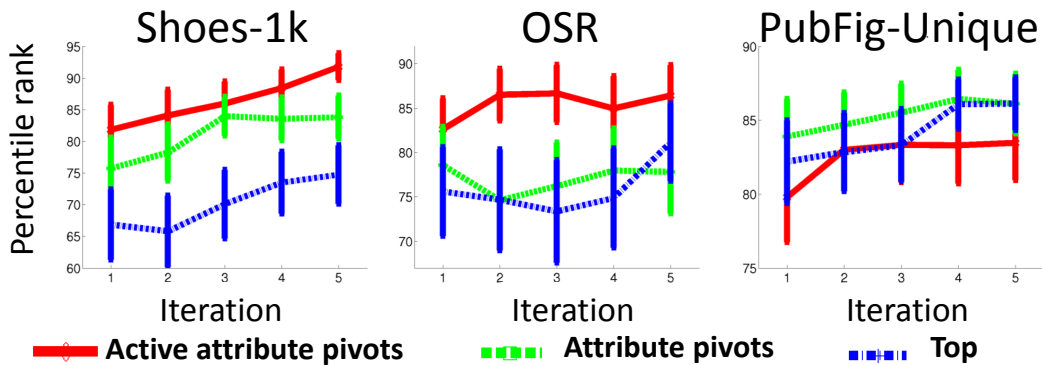 Shoes-1k
OSR
PubFig-Unique
Percentile rank
95
90
85
80
75
70
65
60
1 2 3 4 5
Iteration
90
85
80
75
70
1 2 3 4 5
Iteration
90
85
80
75
1 2 3 4 5
Iteration
Active attribute pivots
Attribute pivots
Top